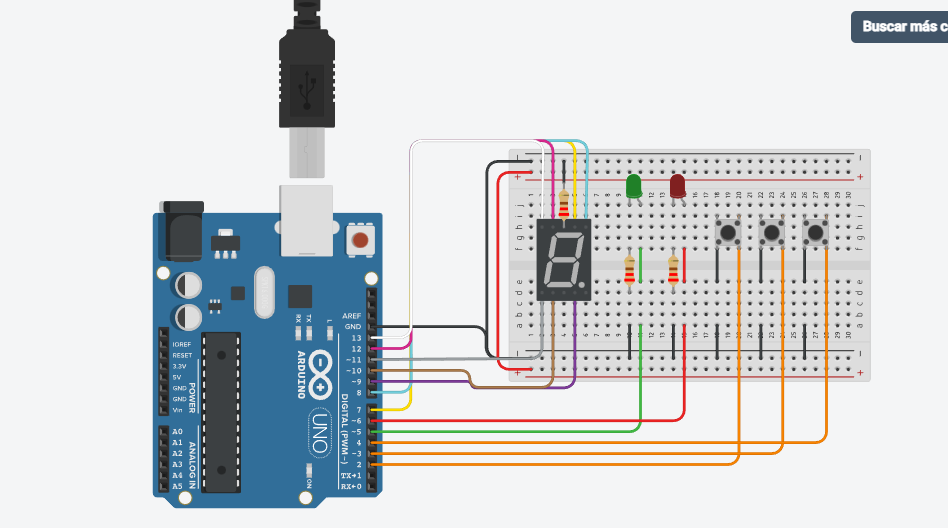 Buscar más c
AREF
GND
13
12
~11
~10
~9
8
7
~6
~5
4
~3
2
TX→1
RX←0
IOREF
RESET
3.3V
5V
GND
GND
Vin
A0
A1
A2
A3
A4
A5
POWER
ANALOG IN
RX
TX
L
ARDUINO
UNO
DIGITAL (PWM~)
ON